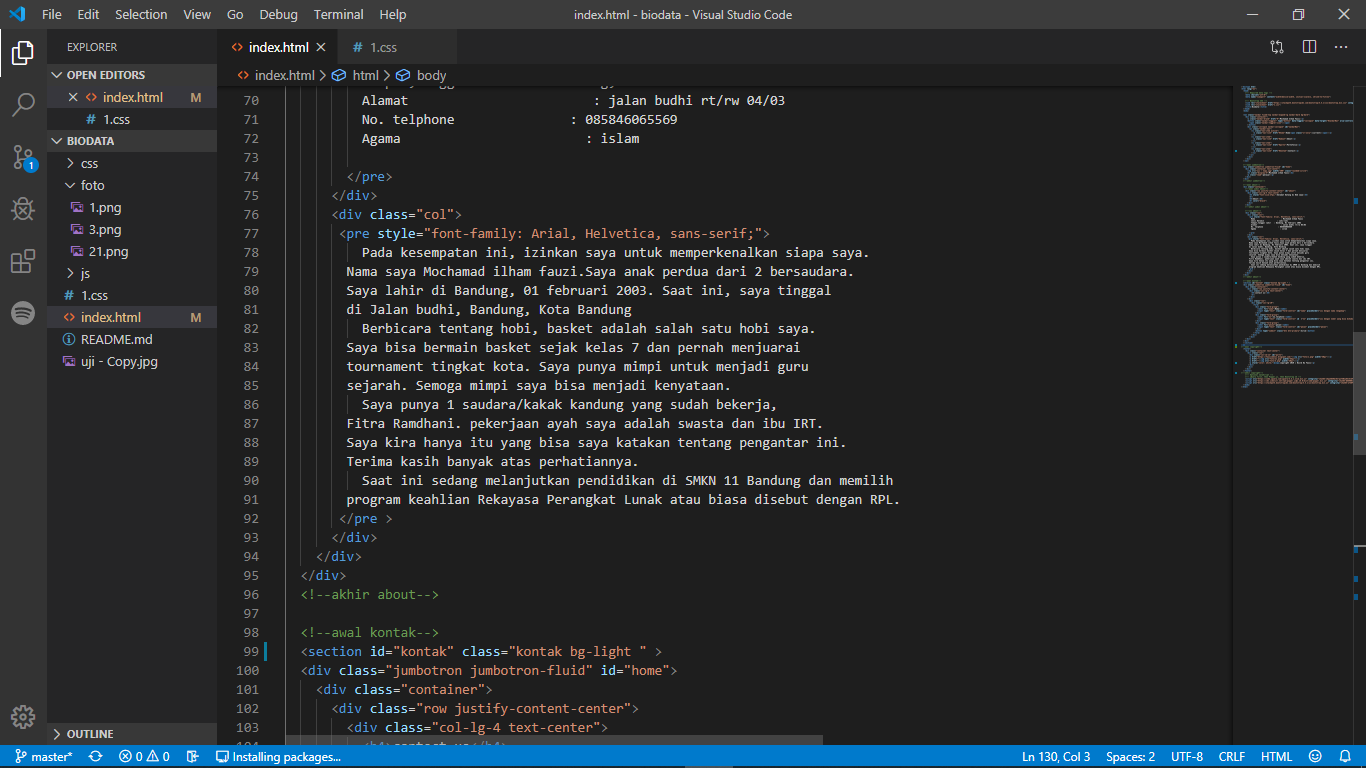 File Edit Selection View Go Debug Terminal Help index.html - biodata - Visual Studio Code
EXPLORER
OPEN EDITORS
index.html M
1.css
BIODATA
css
foto
1.png
3.png
21.png
js
1.css
index.html M
README.md
uji - Copy.jpg
OUTLINE
1
index.html 1.css
index.html > html > body
70 Alamat : jalan budhi rt/rw 04/03
71 No. telphone : 085846065569
72 Agama : islam
73
74 </pre>
75 </div>
76 <div class="col">
77 <pre style="font-family: Arial, Helvetica, sans-serif;">
78 Pada kesempatan ini, izinkan saya untuk memperkenalkan siapa saya.
79 Nama saya Mochamad ilham fauzi.Saya anak perdua dari 2 bersaudara.
80 Saya lahir di Bandung, 01 februari 2003. Saat ini, saya tinggal
81 di Jalan budhi, Bandung, Kota Bandung
82 Berbicara tentang hobi, basket adalah salah satu hobi saya.
83 Saya bisa bermain basket sejak kelas 7 dan pernah menjuarai
84 tournament tingkat kota. Saya punya mimpi untuk menjadi guru
85 sejarah. Semoga mimpi saya bisa menjadi kenyataan.
86 Saya punya 1 saudara/kakak kandung yang sudah bekerja,
87 Fitra Ramdhani. pekerjaan ayah saya adalah swasta dan ibu IRT.
88 Saya kira hanya itu yang bisa saya katakan tentang pengantar ini.
89 Terima kasih banyak atas perhatiannya.
90 Saat ini sedang melanjutkan pendidikan di SMKN 11 Bandung dan memilih
91 program keahlian Rekayasa Perangkat Lunak atau biasa disebut dengan RPL.
92 </pre >
93 </div>
94 </div>
95 </div>
96 <!--akhir about-->
97
98 <!--awal kontak-->
99 <section id="kontak" class="kontak bg-light " >
100 <div class="jumbotron jumbotron-fluid" id="home">
101 <div class="container">
102 <div class="row justify-content-center">
103 <div class="col-lg-4 text-center">
master* 0 0 Installing packages... Ln 130, Col 3 Spaces: 2 UTF-8 CRLF HTML